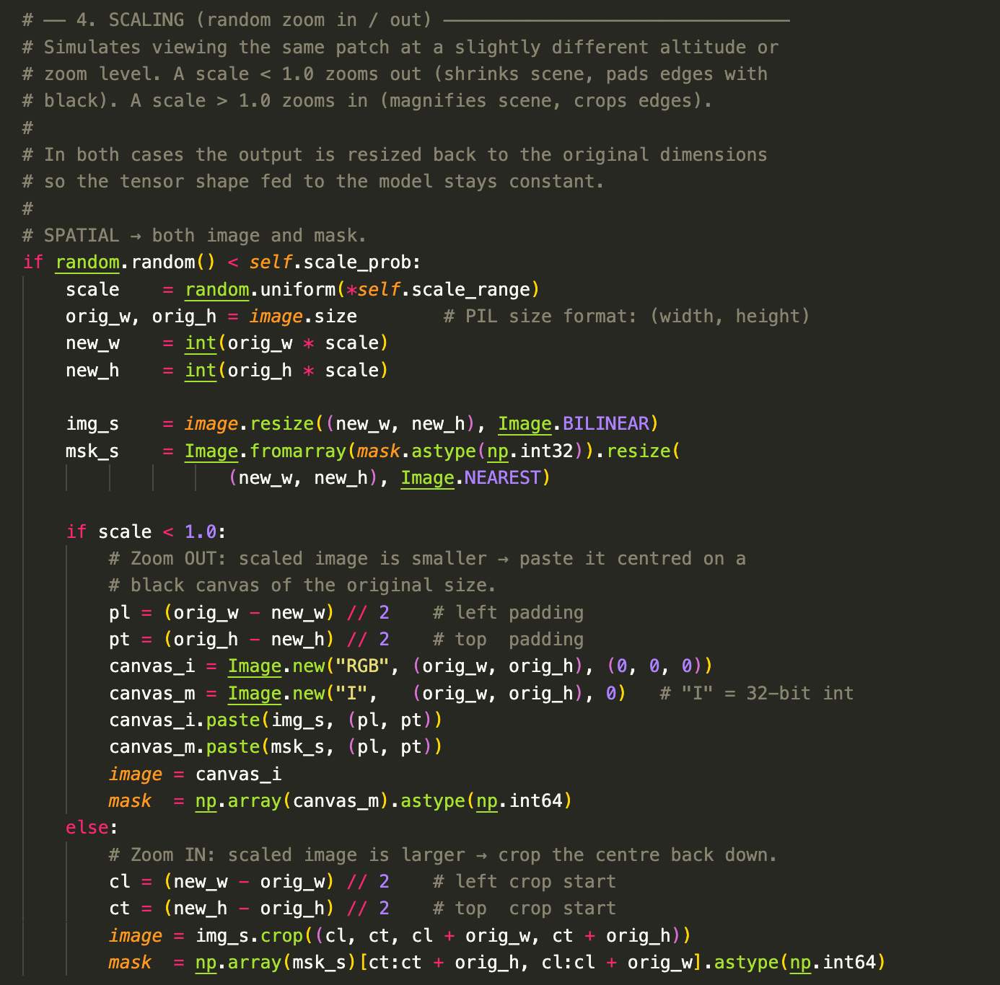 # —— 4. SCALING (random zoom in / out) ————————————————————————————————
# Simulates viewing the same patch at a slightly different altitude or
# zoom level. A scale < 1.0 zooms out (shrinks scene, pads edges with
# black). A scale > 1.0 zooms in (magnifies scene, crops edges).
#
# In both cases the output is resized back to the original dimensions
# so the tensor shape fed to the model stays constant.
#
# SPATIAL → both image and mask.
if random.random() < self.scale_prob:
    scale    = random.uniform(*self.scale_range)
    orig_w, orig_h = image.size        # PIL size format: (width, height)
    new_w    = int(orig_w * scale)
    new_h    = int(orig_h * scale)

    img_s    = image.resize((new_w, new_h), Image.BILINEAR)
    msk_s    = Image.fromarray(mask.astype(np.int32)).resize(
                   (new_w, new_h), Image.NEAREST)

    if scale < 1.0:
        # Zoom OUT: scaled image is smaller → paste it centred on a
        # black canvas of the original size.
        pl = (orig_w - new_w) // 2    # left padding
        pt = (orig_h - new_h) // 2    # top  padding
        canvas_i = Image.new("RGB", (orig_w, orig_h), (0, 0, 0))
        canvas_m = Image.new("I",   (orig_w, orig_h), 0)   # "I" = 32-bit int
        canvas_i.paste(img_s, (pl, pt))
        canvas_m.paste(msk_s, (pl, pt))
        image = canvas_i
        mask  = np.array(canvas_m).astype(np.int64)
    else:
        # Zoom IN: scaled image is larger → crop the centre back down.
        cl = (new_w - orig_w) // 2    # left crop start
        ct = (new_h - orig_h) // 2    # top  crop start
        image = img_s.crop((cl, ct, cl + orig_w, ct + orig_h))
        mask  = np.array(msk_s)[ct:ct + orig_h, cl:cl + orig_w].astype(np.int64)